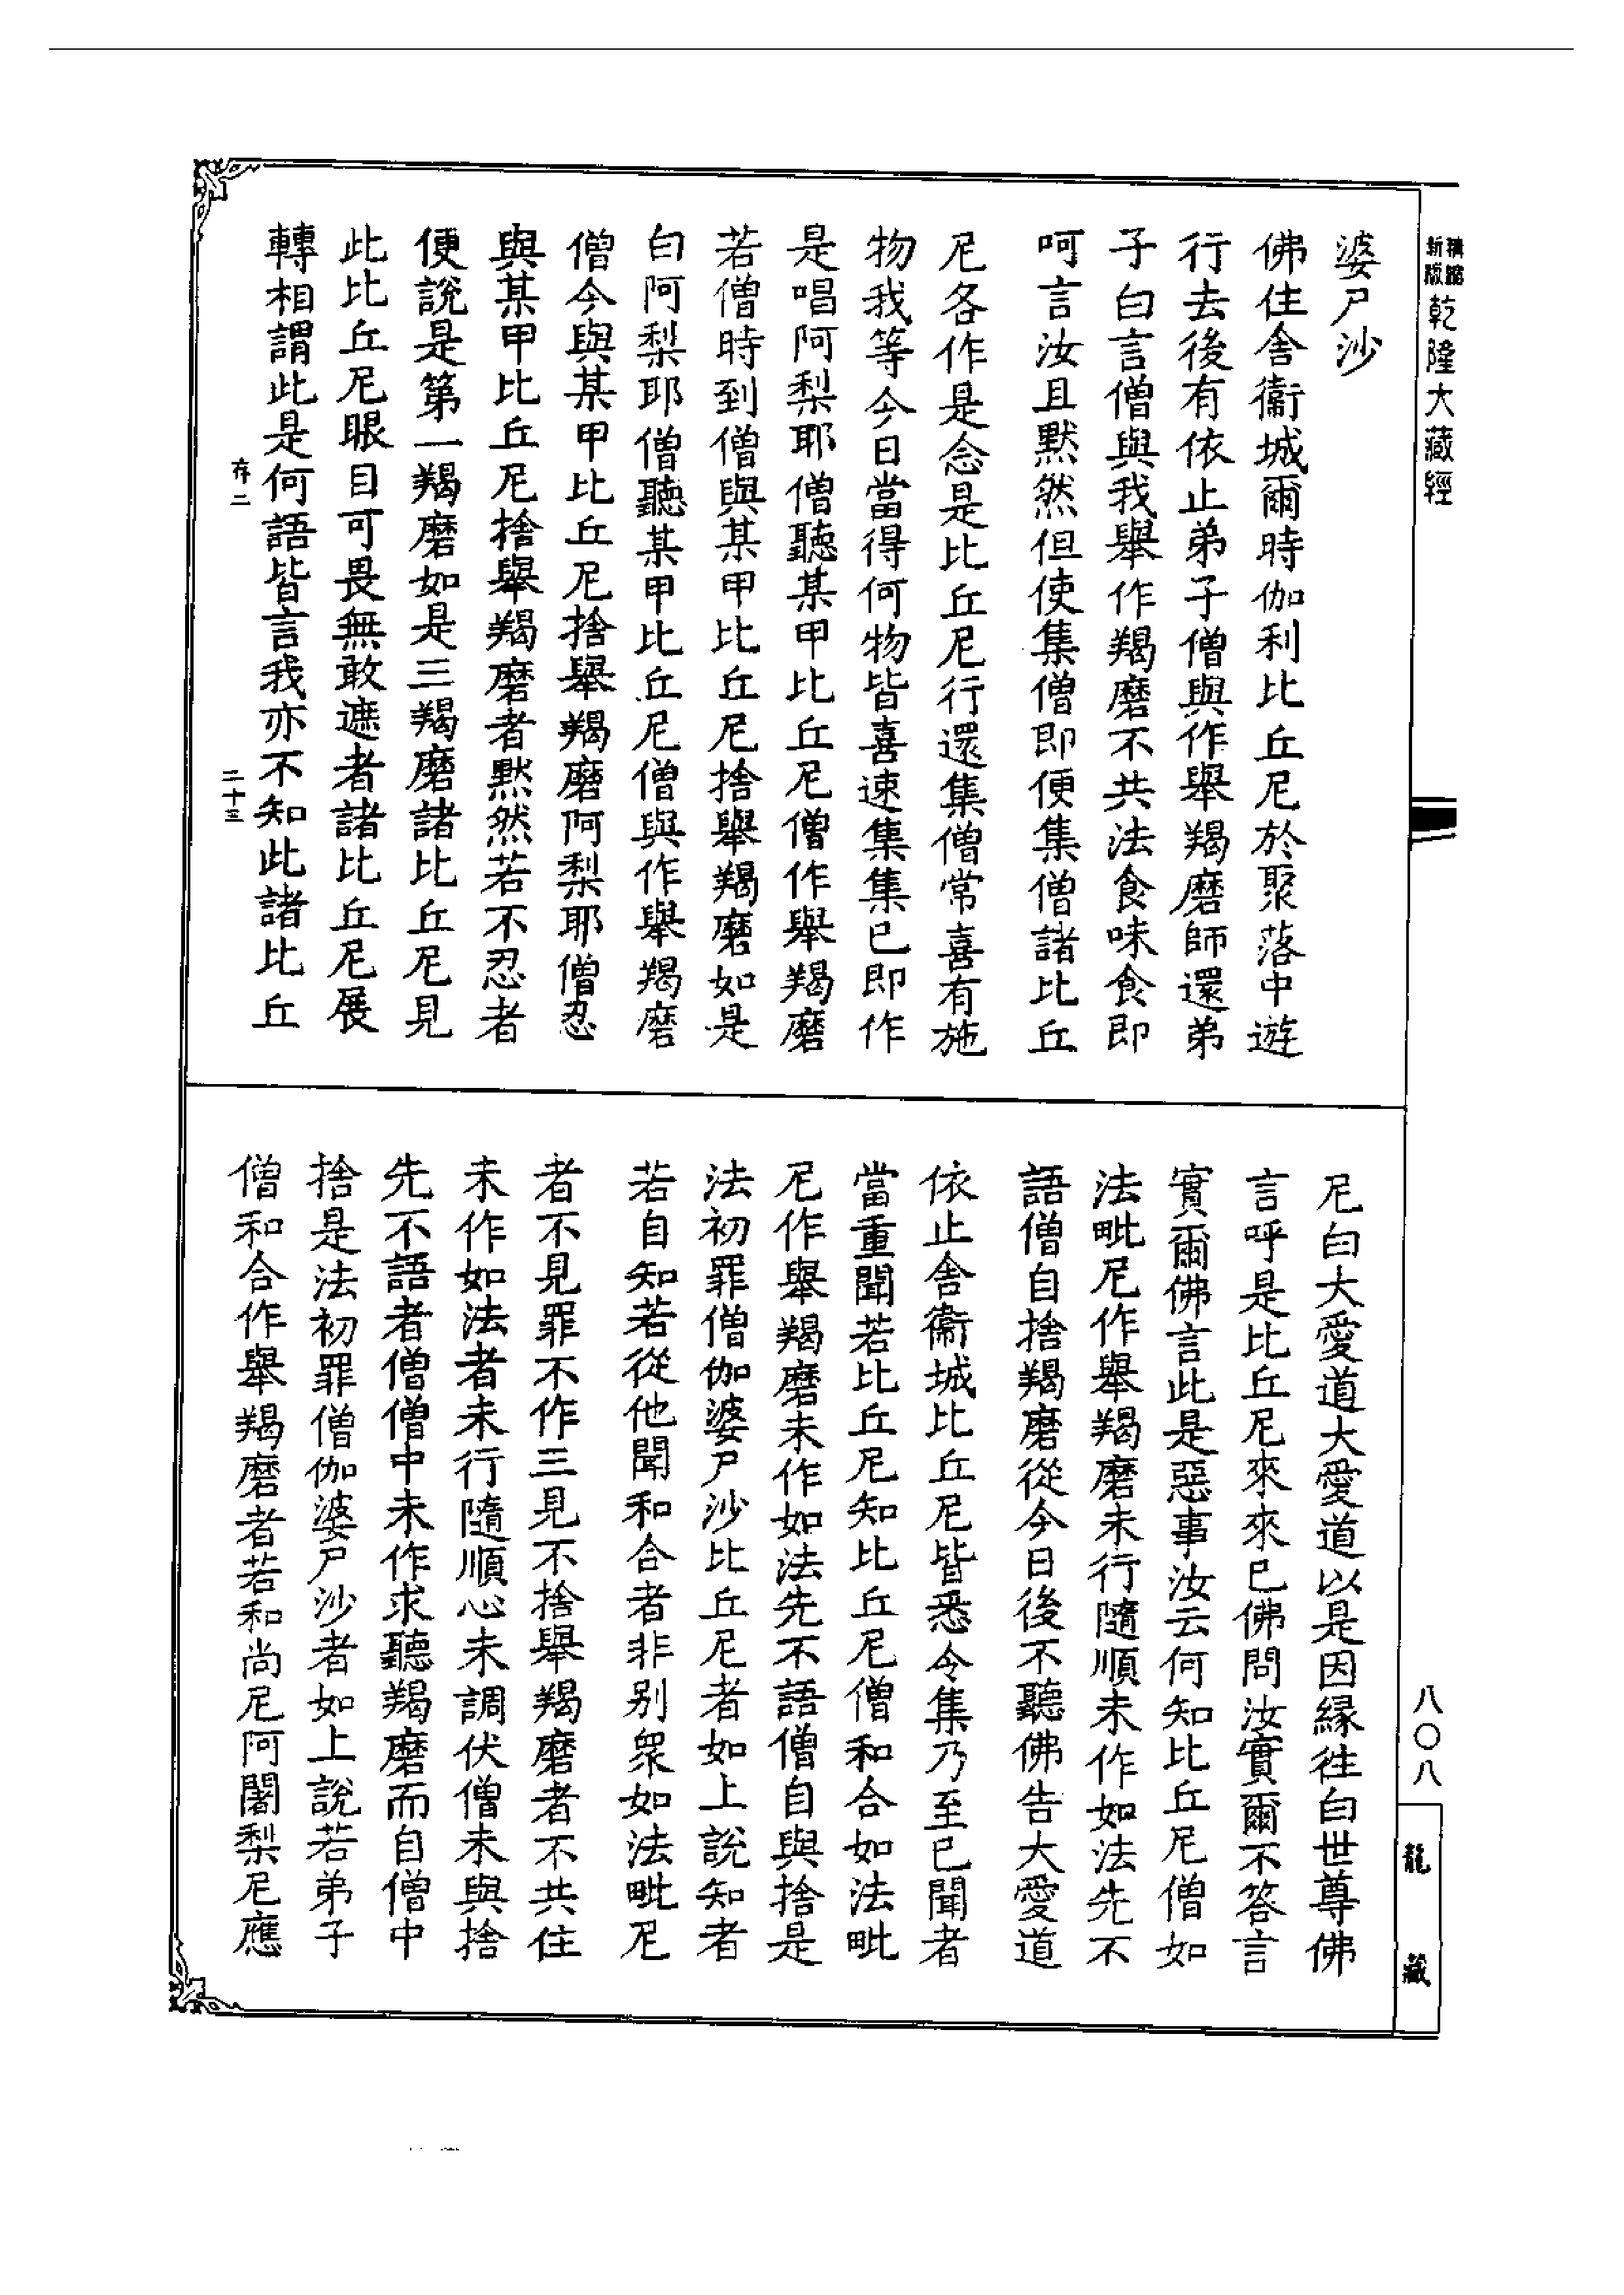 精縮新版乾隆大藏經
婆尸沙
佛住舍衞城爾時伽利比丘尼於聚落中遊
行去後有依止弟子僧與作舉羯磨師還弟
子白言僧與我舉作羯磨不共法食味食即
呵言汝且默然但使集僧即便集僧諸比丘
尼各作是念是比丘尼行還集僧常喜有施
物我等今日當得何物皆喜速集集已即作
是唱阿梨耶僧聽某甲比丘尼僧作舉羯磨
若僧時到僧與某甲比丘尼捨舉羯磨如是
白阿梨耶僧聽某甲比丘尼僧與作舉羯磨
僧今與某甲比丘尼捨舉羯磨阿梨耶僧忍
與某甲比丘尼捨舉羯磨者默然若不忍者
便說是第一羯磨如是三羯磨諸比丘尼見
此比丘尼眼目可畏無敢遮者諸比丘尼展
轉相謂此是何語皆言我亦不知此諸比丘
存二
二十三
尼白大愛道大愛道以是因緣往白世尊佛
言呼是比丘尼來來已佛問汝實爾不答言
實爾佛言此是惡事汝云何知比丘尼僧如
法毗尼作舉羯磨未行隨順未作如法先不
語僧自捨羯磨從今日後不聽佛告大愛道
依止舍衞城比丘尼皆悉令集乃至已聞者
當重聞若比丘尼知比丘尼僧和合如法毗
尼作舉羯磨未作如法先不語僧自與捨是
法初罪僧伽婆尸沙比丘尼者如上說知者
若自知若從他聞和合者非别眾如法毗尼
者不見罪不作三見不捨舉羯磨者不共住
未作如法者未行隨順心未調伏僧未與捨
先不語者僧僧中未作求聽羯磨而自僧中
捨是法初罪僧伽婆尸沙者如上說若弟子
僧和合作舉羯磨者若和尚尼阿闍梨尼應
八〇八
龍藏